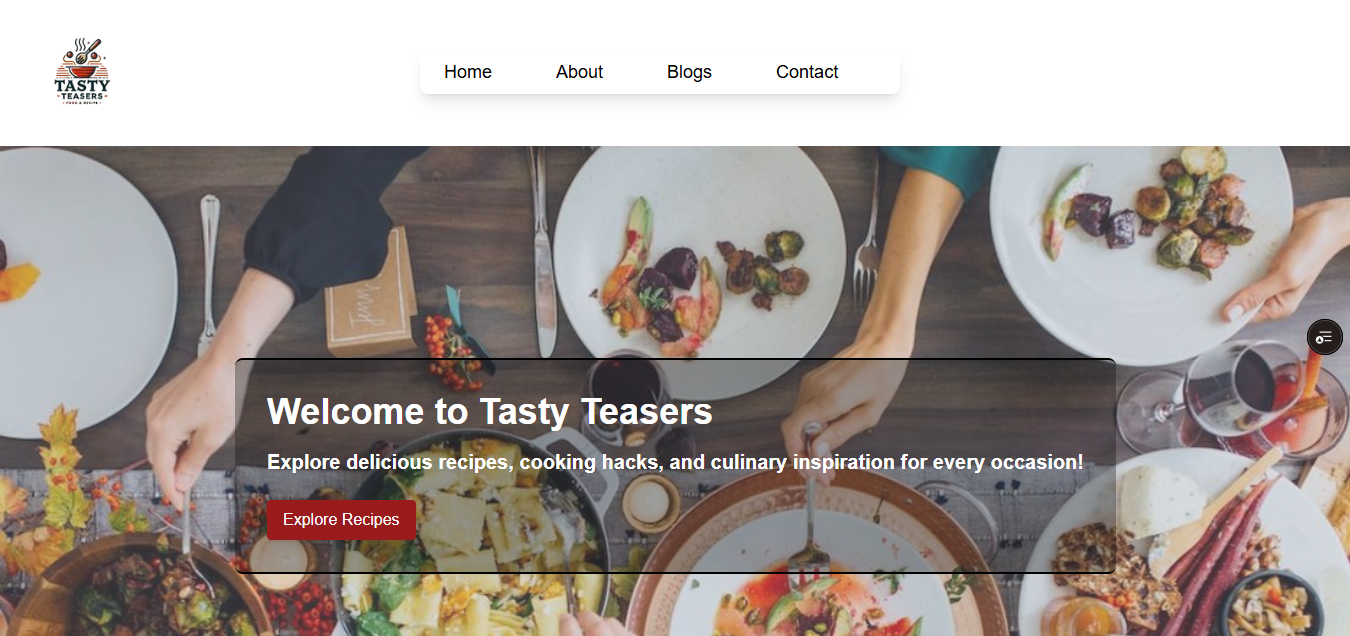 TASTY
TEASERS
FOOD & RECIPE
Home
About
Blogs
Contact
Jenny
Welcome to Tasty Teasers
Explore delicious recipes, cooking hacks, and culinary inspiration for every occasion!
Explore Recipes